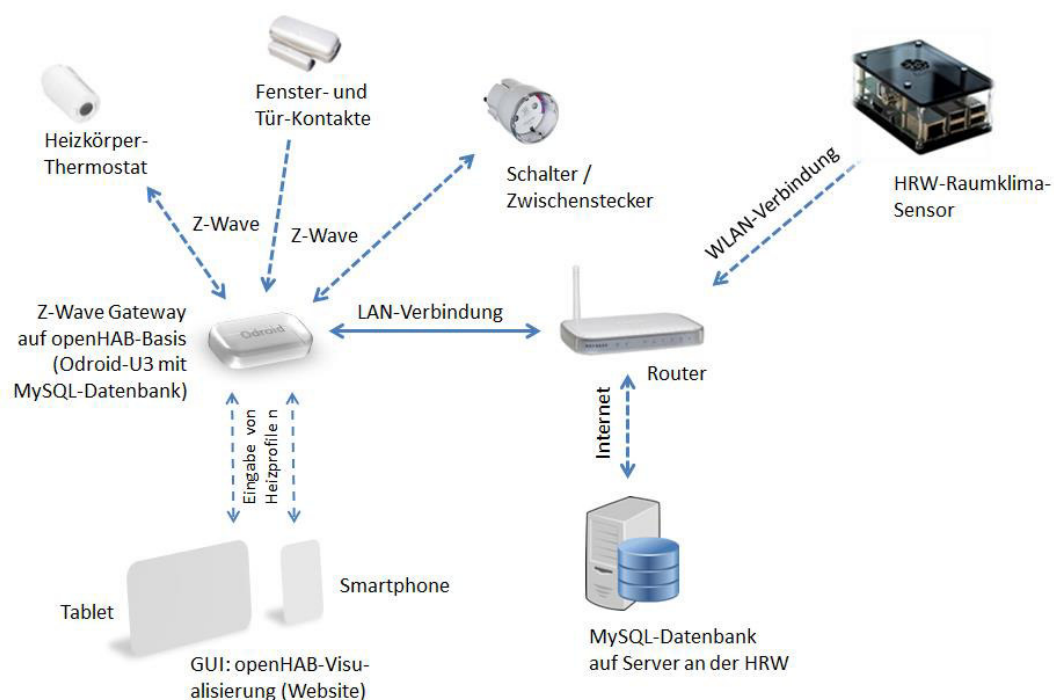 Fenster- und
Tür-Kontakte
Heizkörper-
Thermostat
Schalter /
Zwischenstecker
HRW-Raumklima-
Sensor
WLAN-Verbindung
Z-Wave
Z-Wave
Z-Wave Gateway
auf openHAB-Basis
(Odroid-U3 mit
MySQL-Datenbank)
Odroid
LAN-Verbindung
Router
Eingabe von
Heizprofile n
Internet
Tablet
Smartphone
GUI: openHAB-Visu-
alisierung (Website)
MySQL-Datenbank
auf Server an der HRW